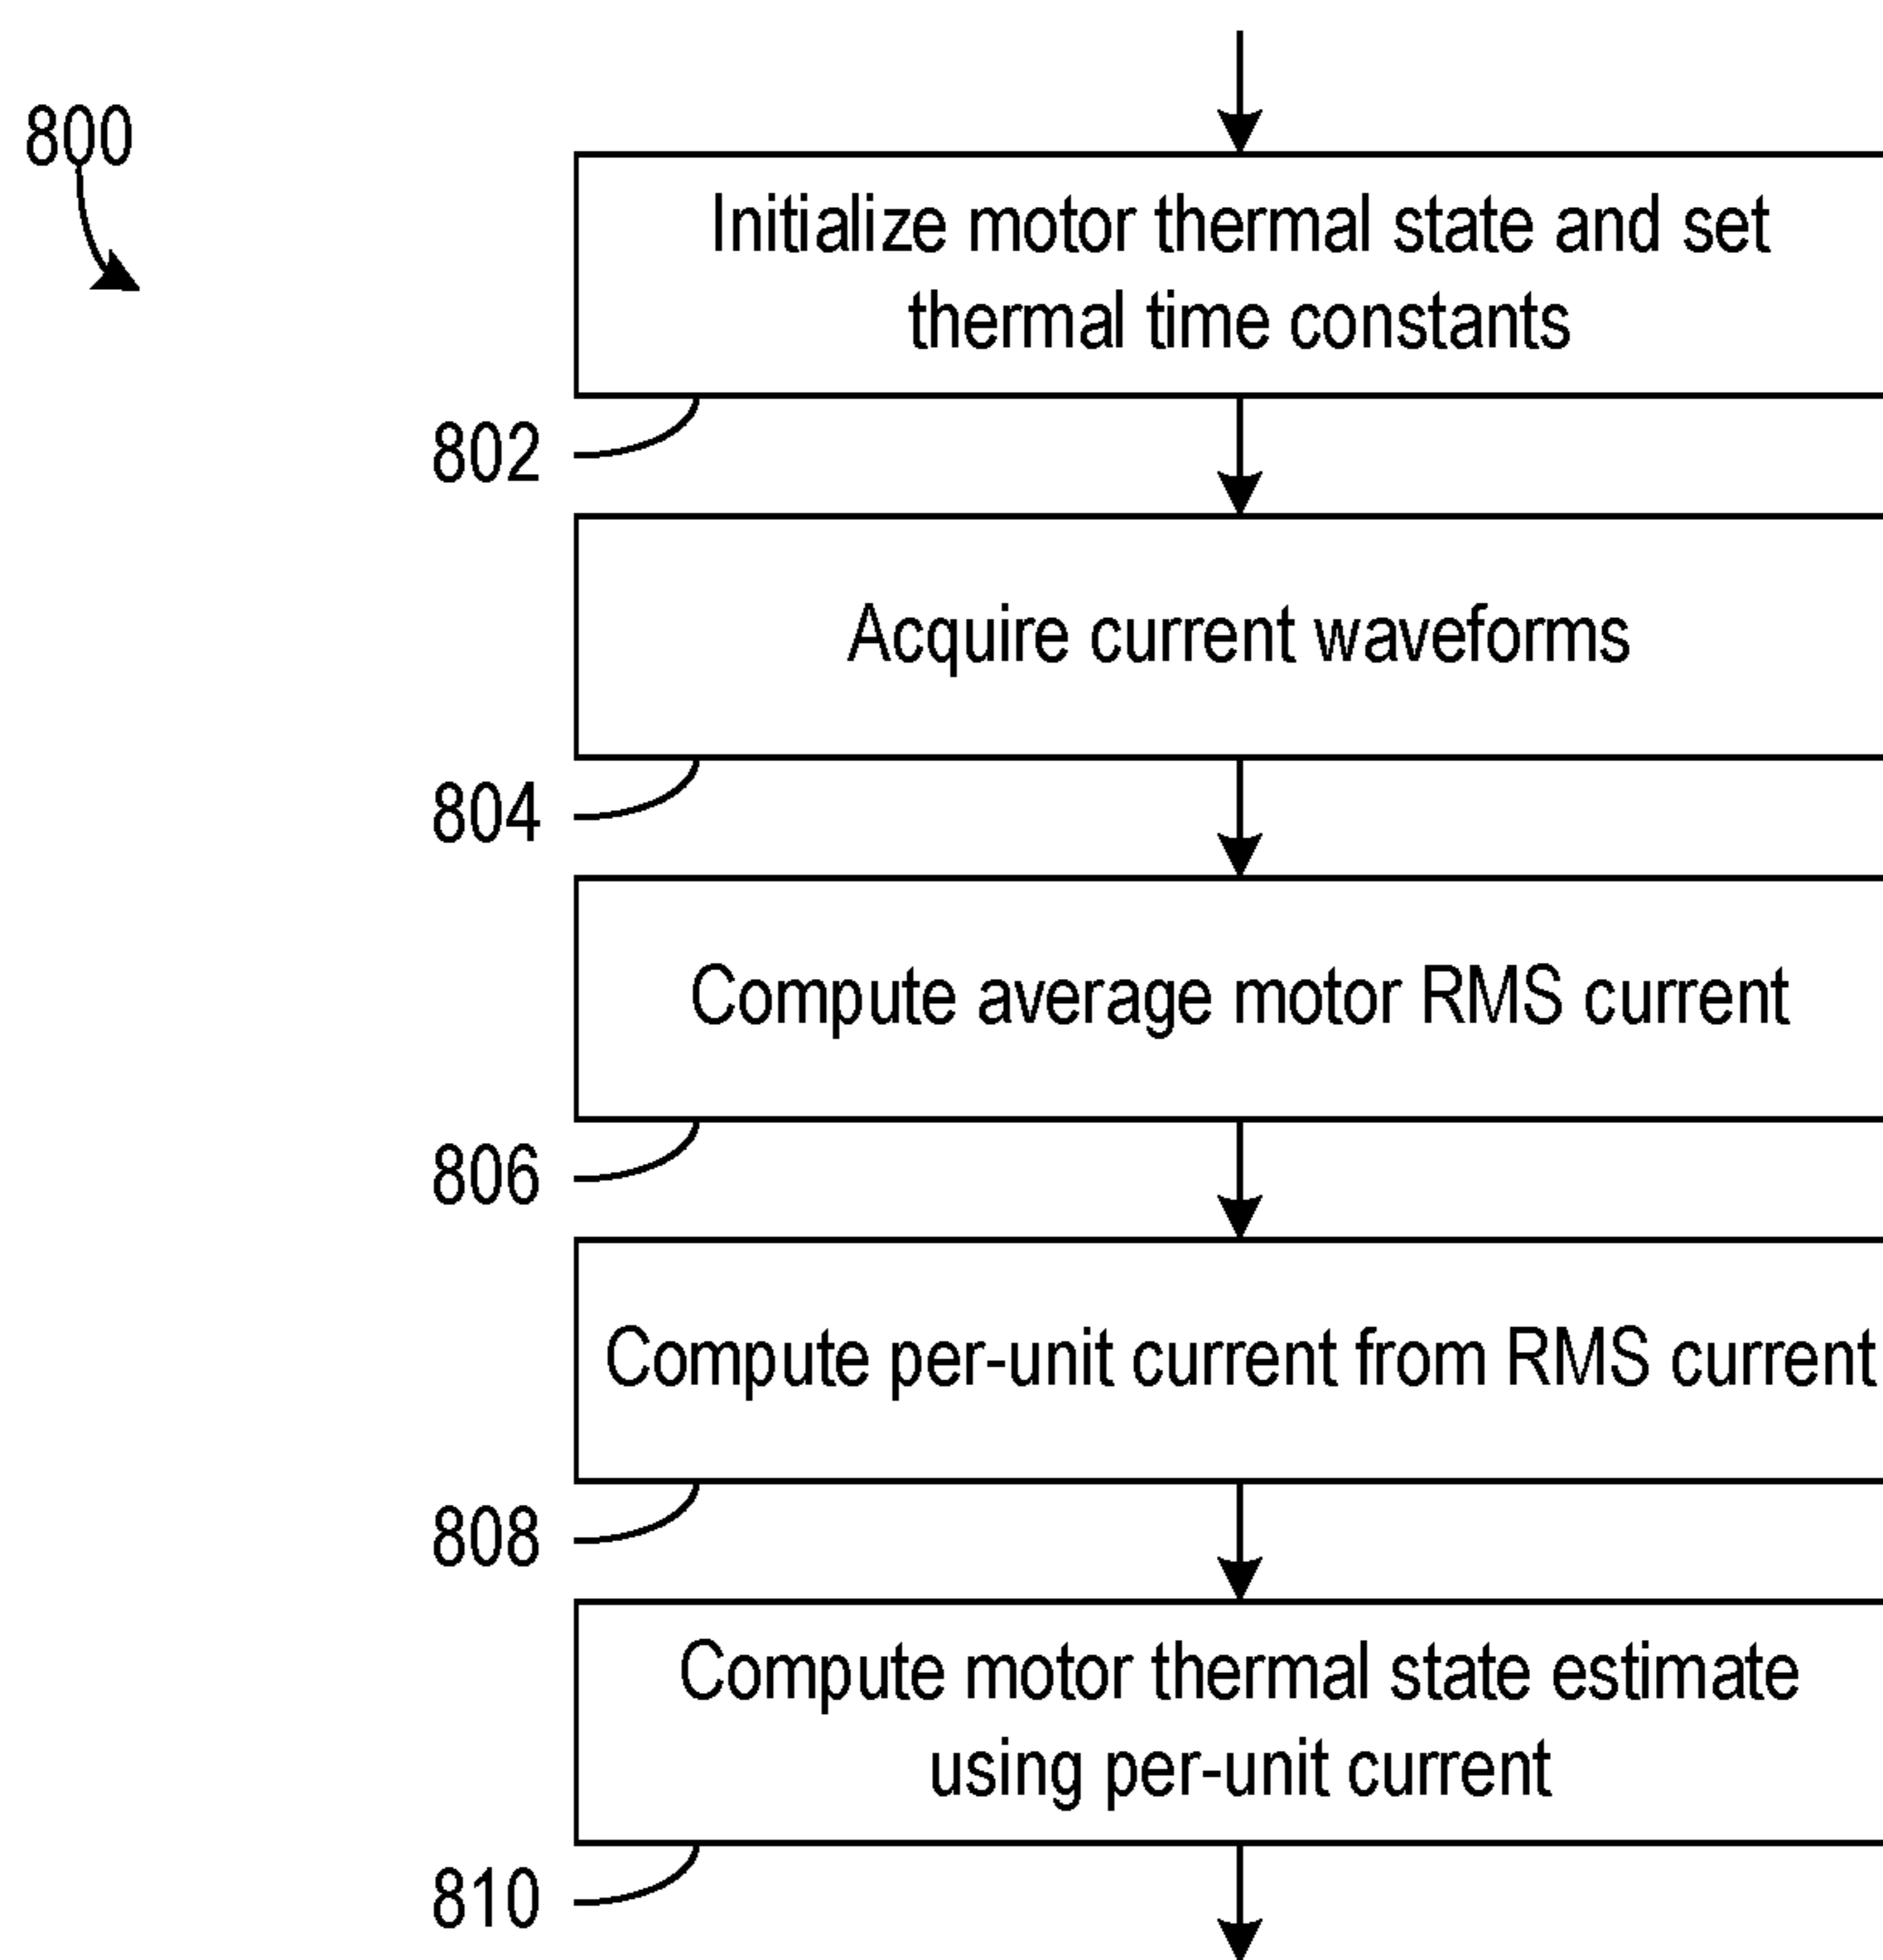 800
Initialize motor thermal state and set
thermal time constants
802
Acquire current waveforms
804
Compute average motor RMS current
806
Compute per-unit current from RMS current
808
Compute motor thermal state estimate
using per-unit current
810